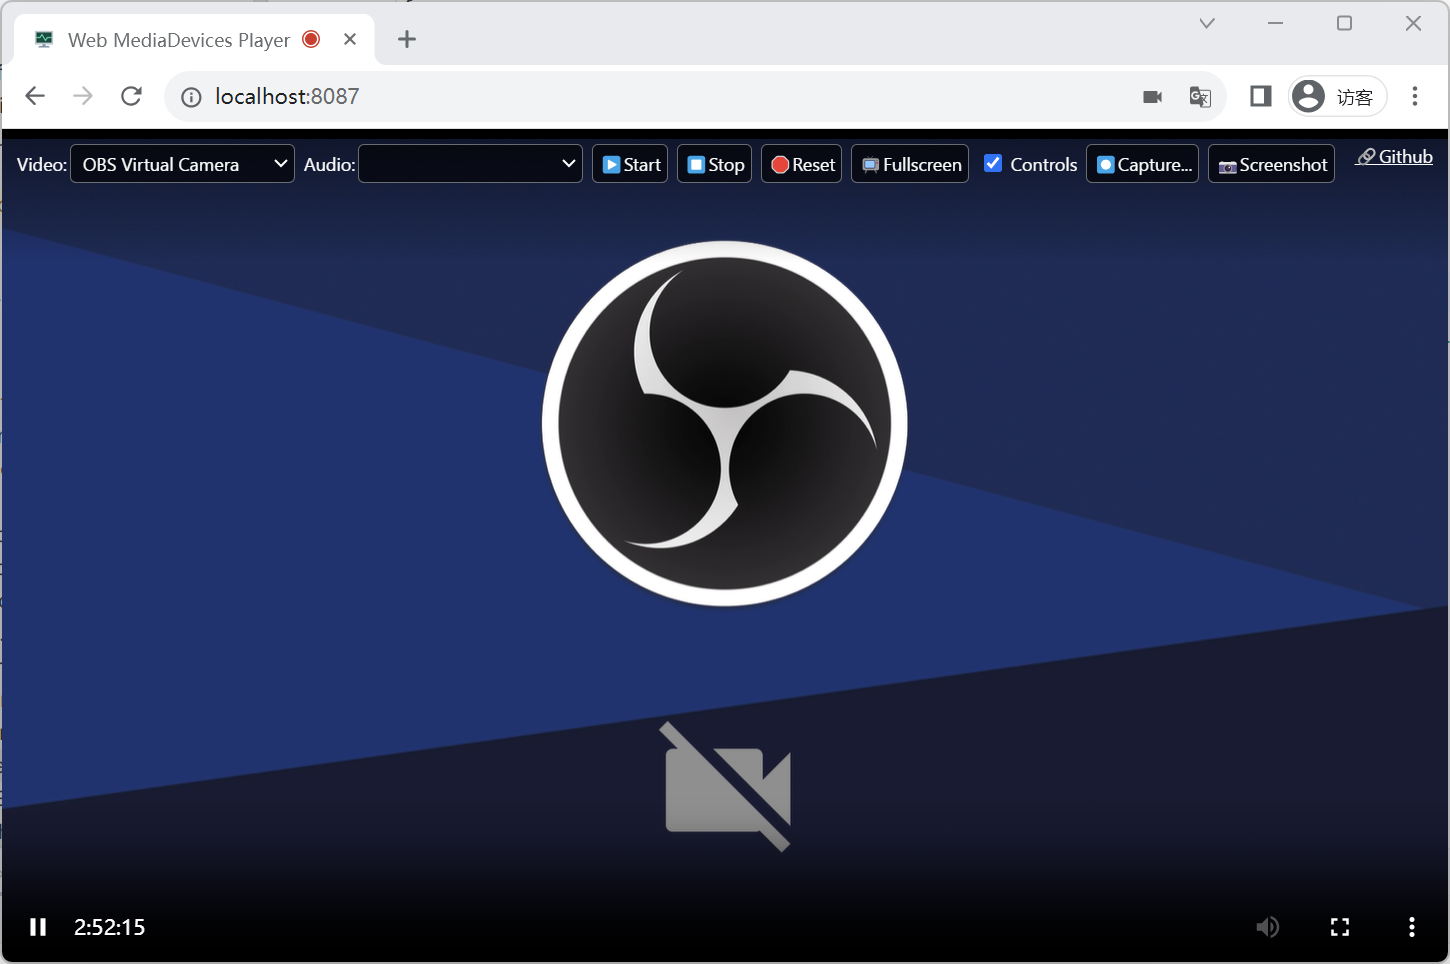 Web MediaDevices Player
localhost:8087
访客
Video: OBS Virtual Camera Audio: Start Stop Reset Fullscreen Controls Capture... Screenshot Github
2:52:15